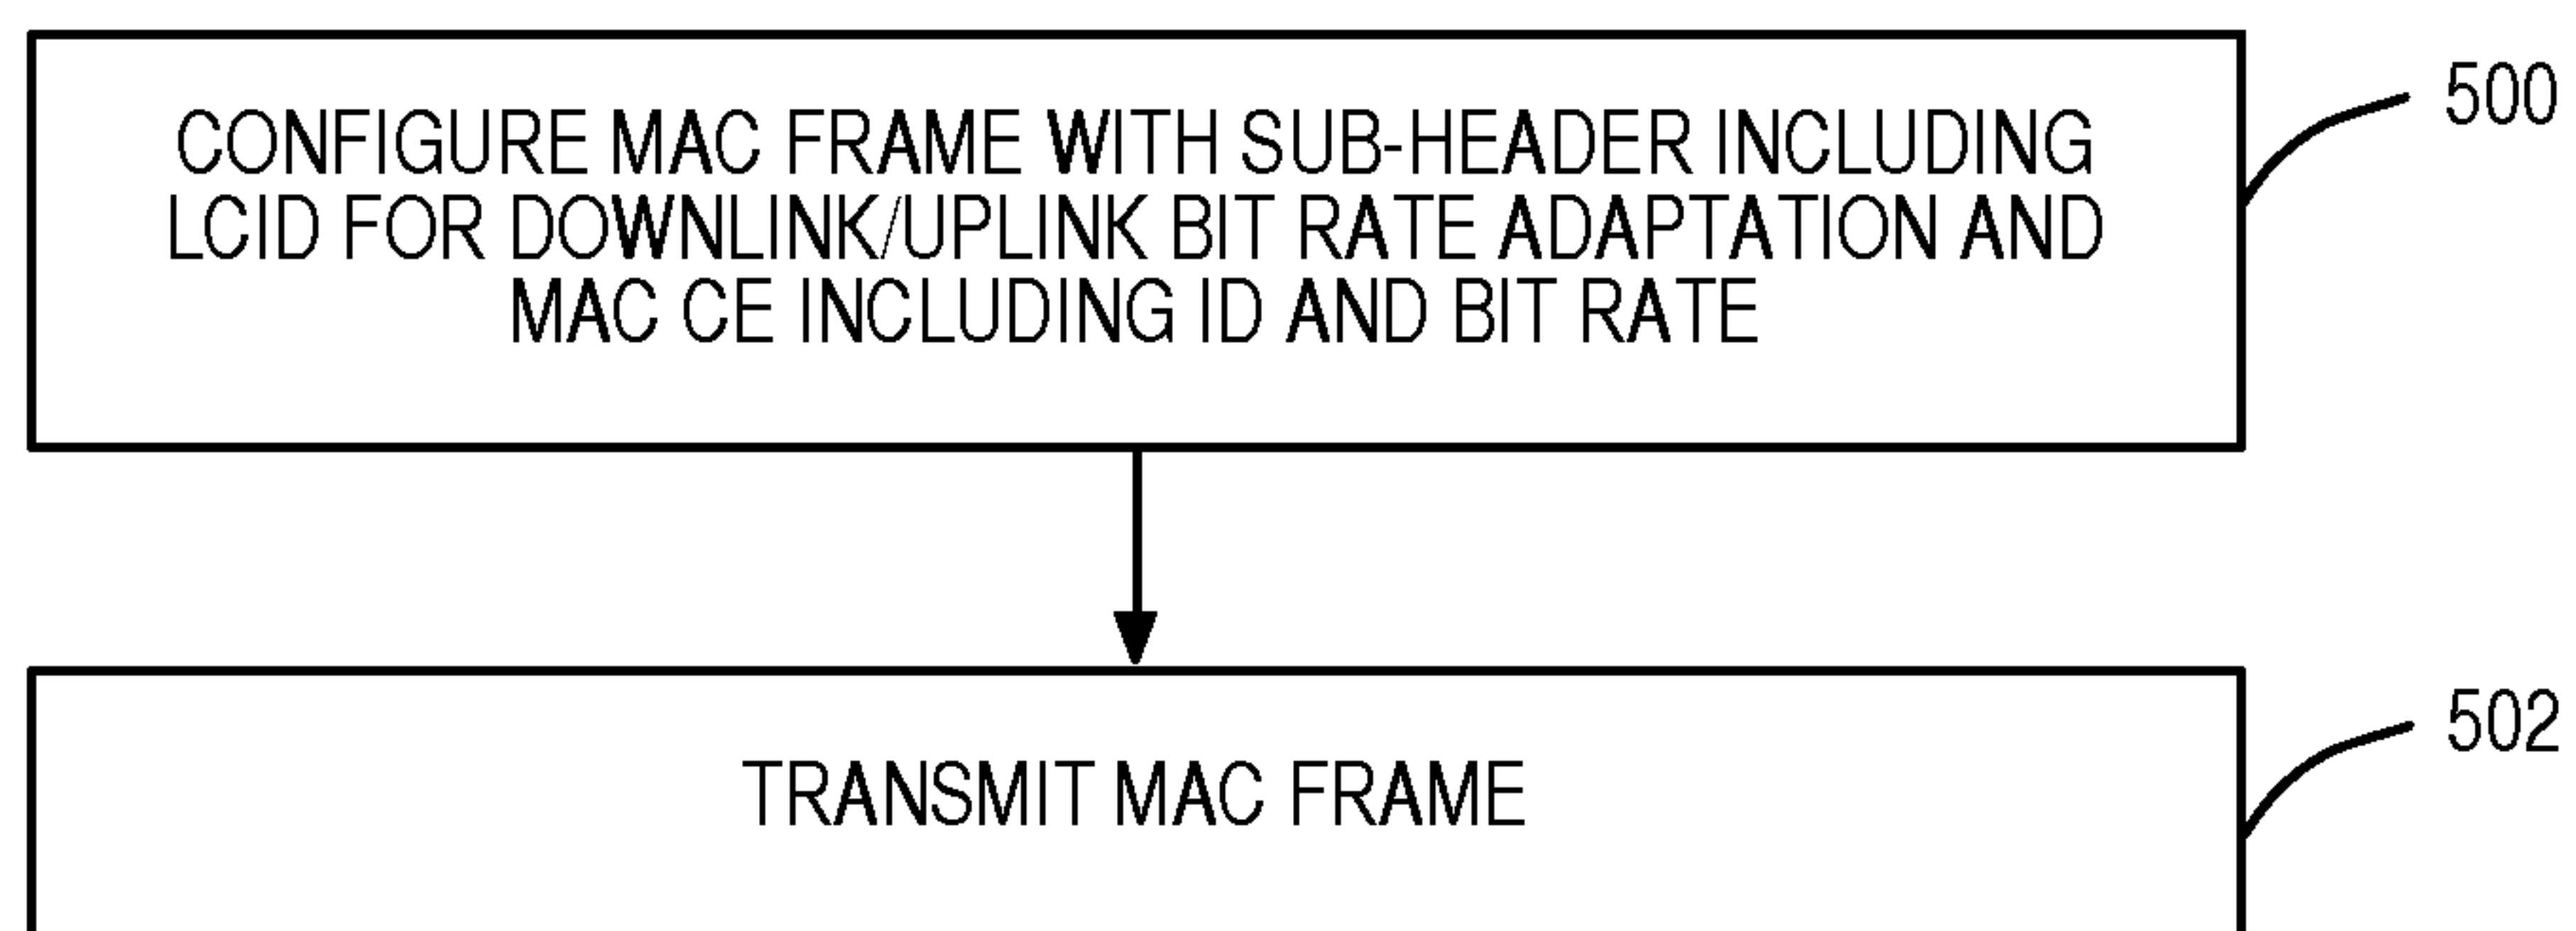 CONFIGURE MAC FRAME WITH SUB-HEADER INCLUDING
LCID FOR DOWNLINK/UPLINK BIT RATE ADAPTATION AND
MAC CE INCLUDING ID AND BIT RATE
500
TRANSMIT MAC FRAME
502